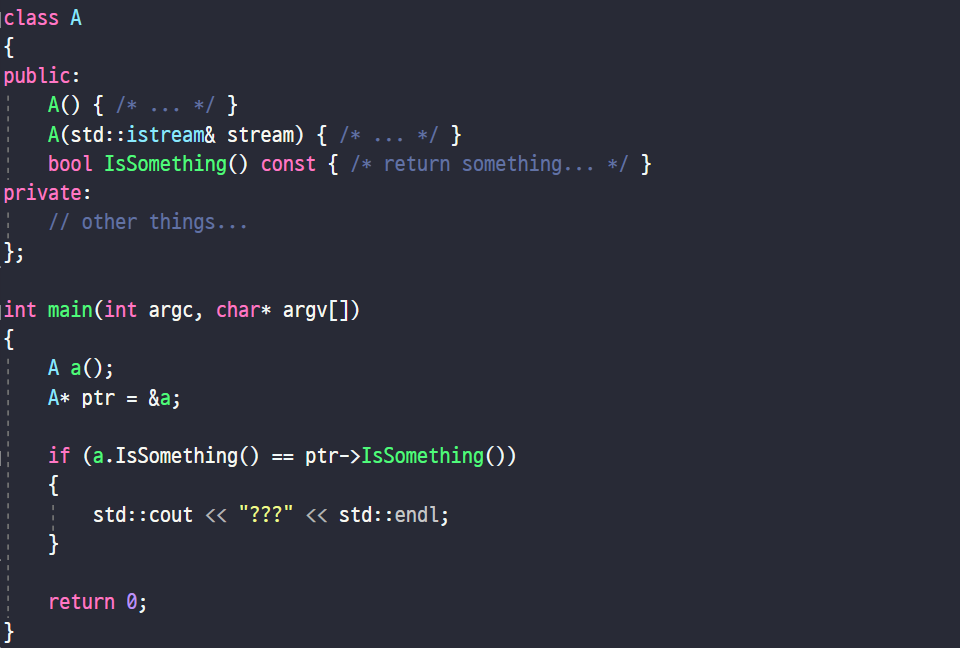 class A
{
public:
    A() { /* ... */ }
    A(std::istream& stream) { /* ... */ }
    bool IsSomething() const { /* return something... */ }
private:
    // other things...
};

int main(int argc, char* argv[])
{
    A a();
    A* ptr = &a;

    if (a.IsSomething() == ptr->IsSomething())
    {
        std::cout << "???" << std::endl;
    }

    return 0;
}